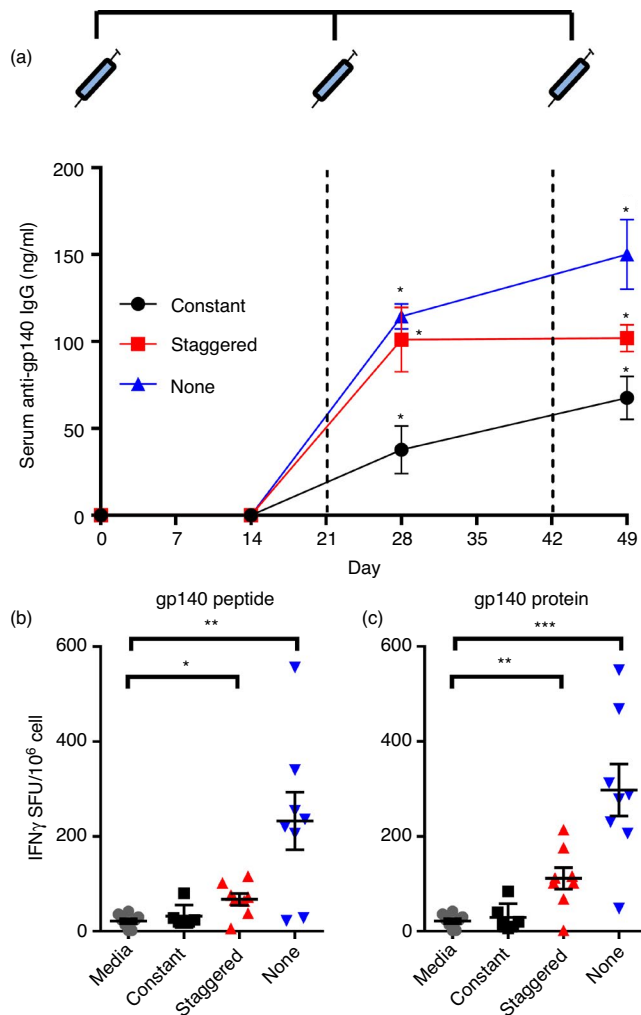 (a)
200
150
100
50
0
Serum anti-gp140 IgG (ng/ml)
Constant
Staggered
None
*
*
*
*
*
*
0 7 14 21 28 35 42 49
Day
(b) gp140 peptide
(c) gp140 protein
600
400
200
0
IFNγ SFU/10⁶ cell
**
*
Media
Constant
Staggered
None
600
400
200
0
***
**
Media
Constant
Staggered
None